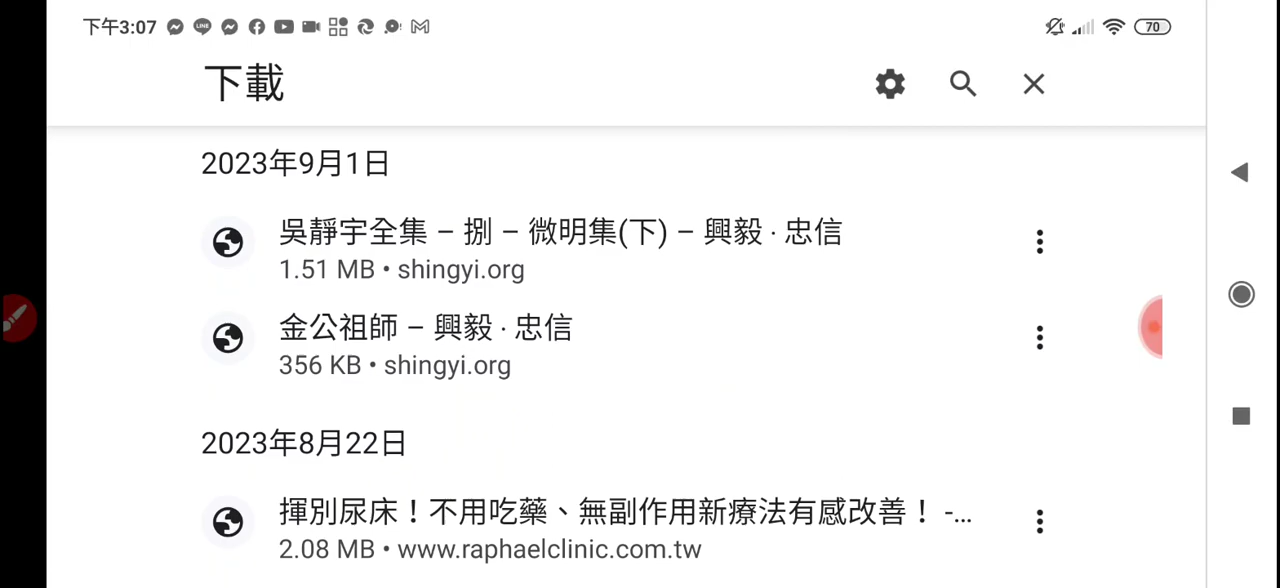 下午3:07
70
下載
2023年9月1日
吳靜宇全集 – 捌 – 微明集(下) – 興毅 · 忠信
1.51 MB • shingyi.org
金公祖師 – 興毅 · 忠信
356 KB • shingyi.org
2023年8月22日
揮別尿床！不用吃藥、無副作用新療法有感改善！ -...
2.08 MB • www.raphaelclinic.com.tw